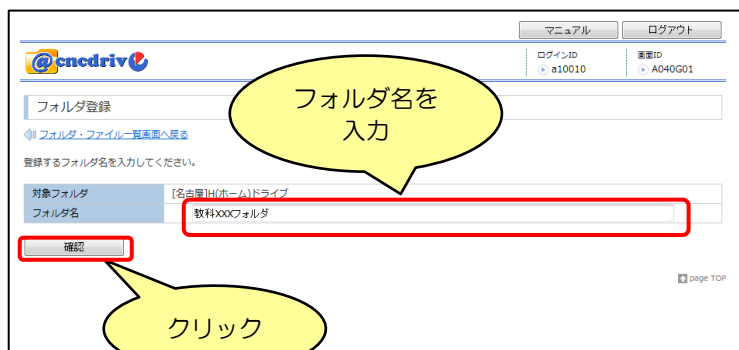 マニュアル ログアウト
@cncdrive
ログインID 画面ID
a10010 A040G01
フォルダ名を
入力
フォルダ登録
フォルダ・ファイル一覧画面へ戻る
登録するフォルダ名を入力してください。
対象フォルダ [名古屋]H(ホーム)ドライブ
フォルダ名 教科XXXフォルダ
確認
page TOP
クリック